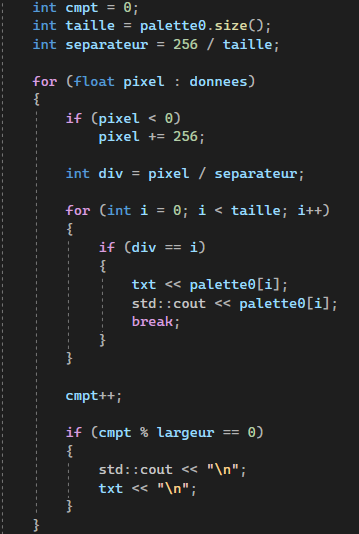 int cmpt = 0;
int taille = palette0.size();
int separateur = 256 / taille;
for (float pixel : donnees)
{
if (pixel < 0)
pixel += 256;
int div = pixel / separateur;
for (int i = 0; i < taille; i++)
{
if (div == i)
{
txt << palette0[i];
std::cout << palette0[i];
break;
}
}
cmpt++;
if (cmpt % largeur == 0)
{
std::cout << "\n";
txt << "\n";
}
}